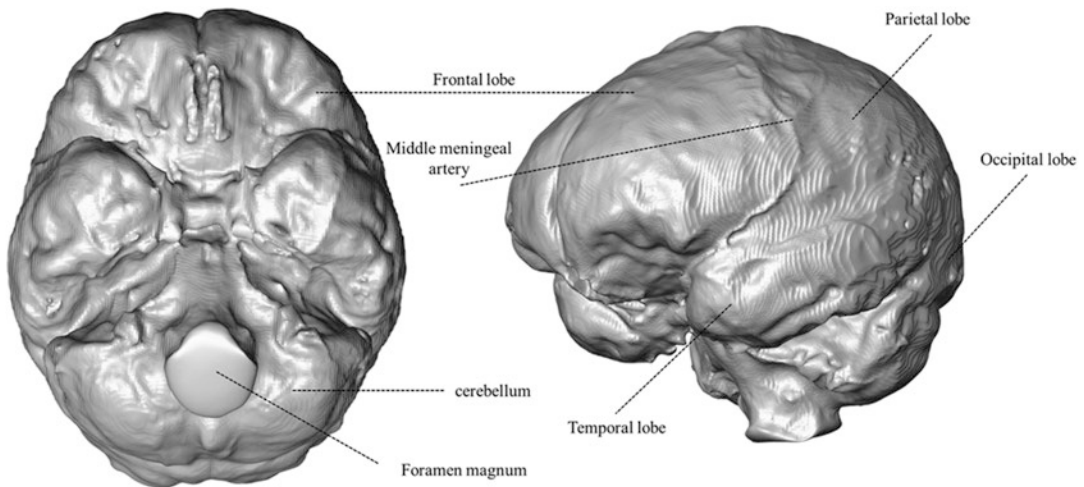 Parietal lobe
Frontal lobe
Middle meningeal
artery
Occipital lobe
cerebellum
Temporal lobe
Foramen magnum